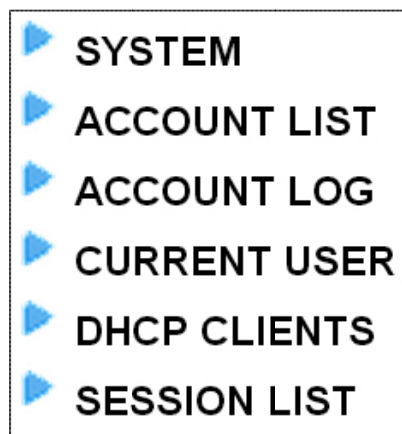 SYSTEM
ACCOUNT LIST
ACCOUNT LOG
CURRENT USER
DHCP CLIENTS
SESSION LIST